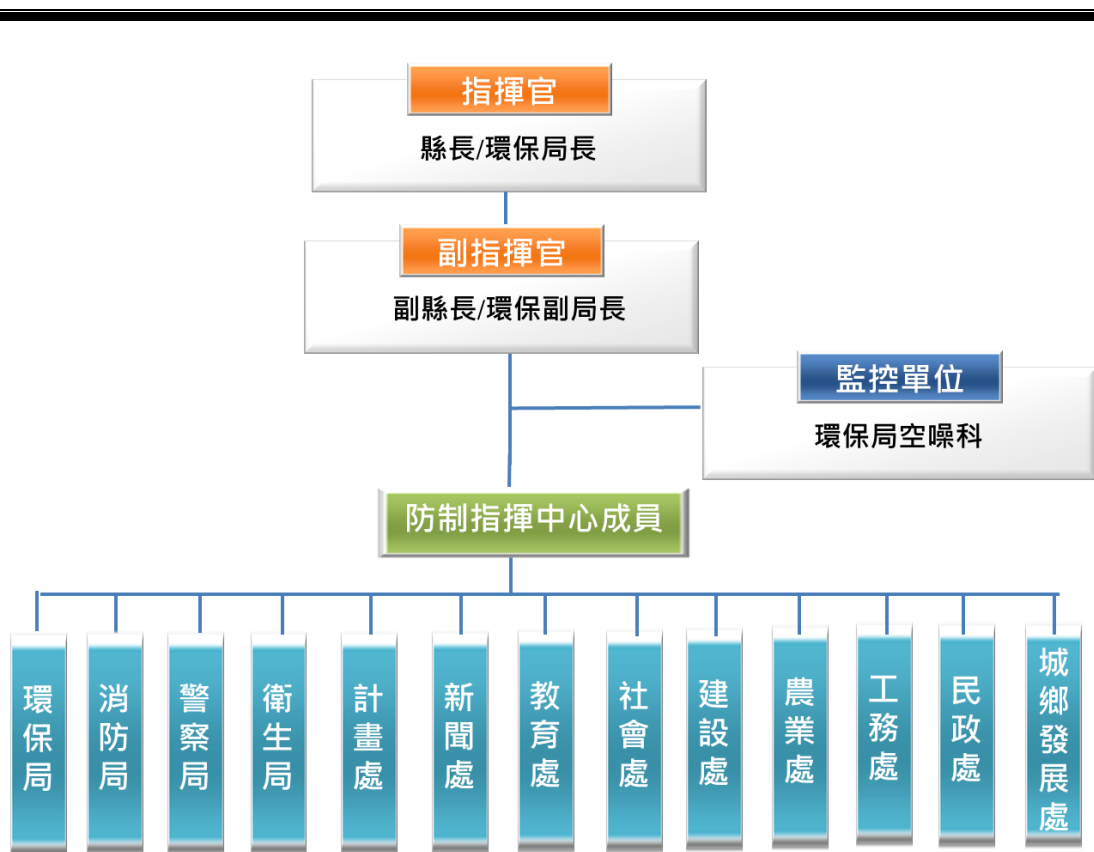 指揮官
縣長/環保局長
副指揮官
副縣長/環保副局長
監控單位
環保局空噪科
防制指揮中心成員
環保局
消防局
警察局
衛生局
計畫處
新聞處
教育處
社會處
建設處
農業處
工務處
民政處
城鄉發展處